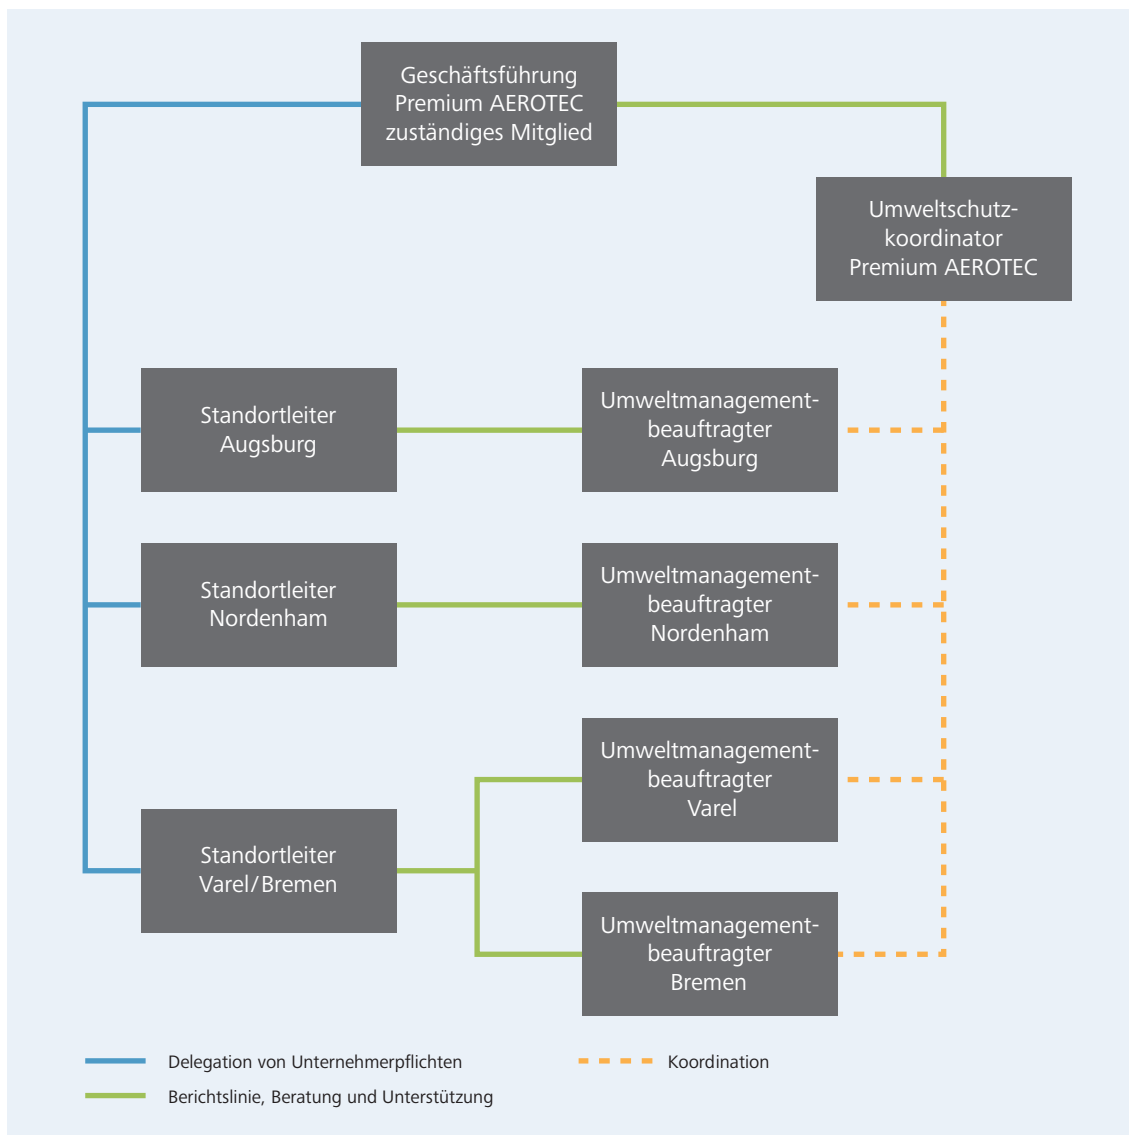 Geschäftsführung
Premium AEROTEC
zuständiges Mitglied
Umweltschutz-
koordinator
Premium AEROTEC
Standortleiter
Augsburg
Umweltmanagement-
beauftragter
Augsburg
Standortleiter
Nordenham
Umweltmanagement-
beauftragter
Nordenham
Umweltmanagement-
beauftragter
Varel
Standortleiter
Varel/Bremen
Umweltmanagement-
beauftragter
Bremen
Delegation von Unternehmerpflichten
Koordination
Berichtslinie, Beratung und Unterstützung